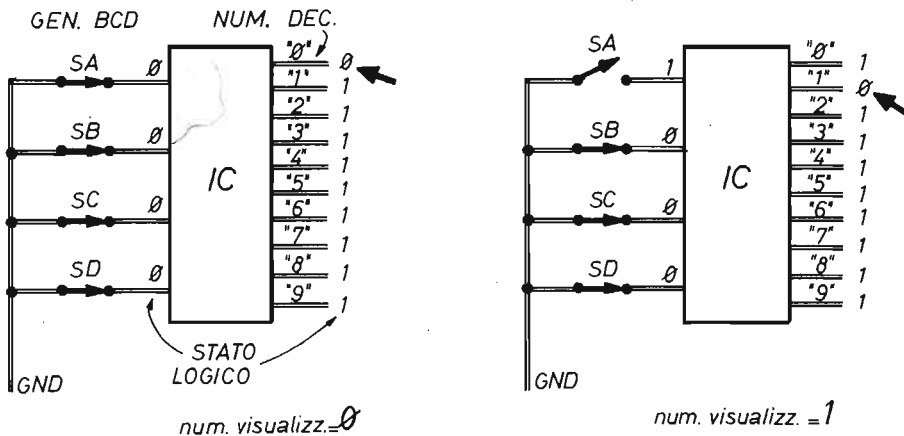 GEN. BCD
NUM. DEC.
SA
Ø
SB
Ø
SC
Ø
SD
Ø
IC
"Ø" Ø
"1" 1
"2" 1
"3" 1
"4" 1
"5" 1
"6" 1
"7" 1
"8" 1
"9" 1
STATO
LOGICO
GND
num. visualizz.=Ø
SA
1
SB
Ø
SC
Ø
SD
Ø
IC
"Ø" 1
"1" Ø
"2" 1
"3" 1
"4" 1
"5" 1
"6" 1
"7" 1
"8" 1
"9" 1
GND
num. visualizz.=1